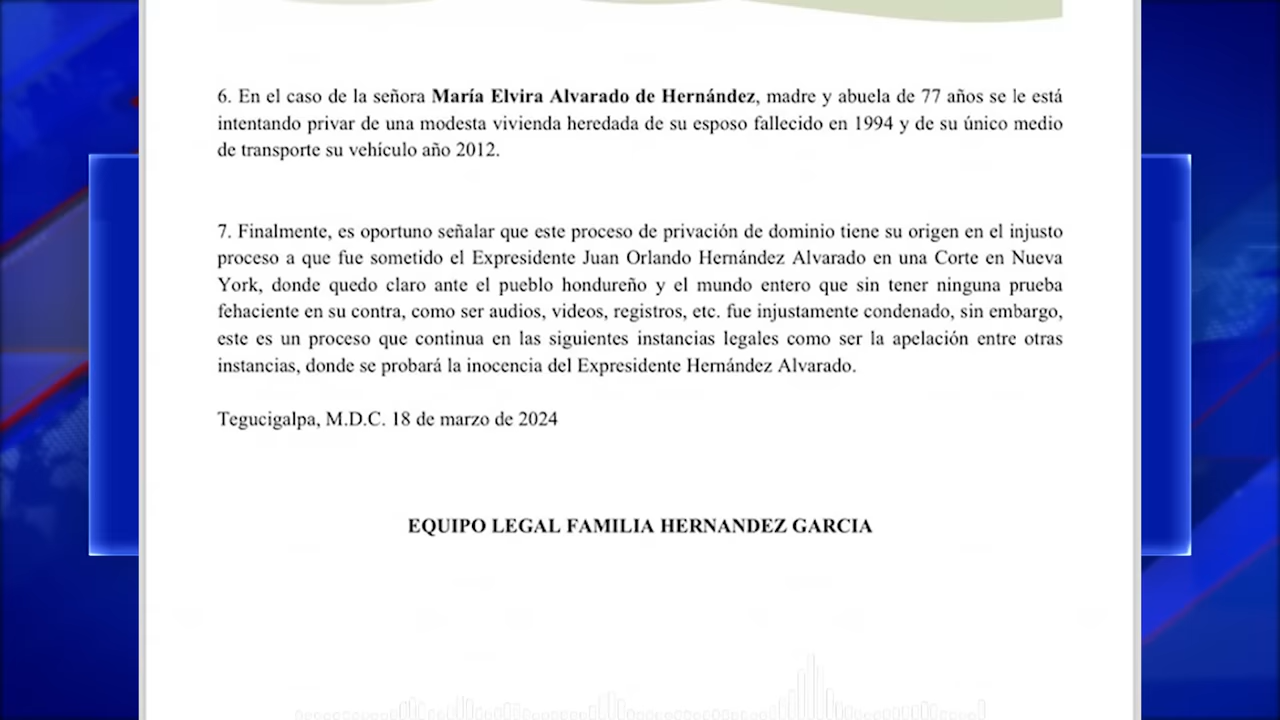 6. En el caso de la señora María Elvira Alvarado de Hernández, madre y abuela de 77 años se le está
intentando privar de una modesta vivienda heredada de su esposo fallecido en 1994 y de su único medio
de transporte su vehículo año 2012.
7. Finalmente, es oportuno señalar que este proceso de privación de dominio tiene su origen en el injusto
proceso a que fue sometido el Expresidente Juan Orlando Hernández Alvarado en una Corte en Nueva
York, donde quedo claro ante el pueblo hondureño y el mundo entero que sin tener ninguna prueba
fehaciente en su contra, como ser audios, videos, registros, etc. fue injustamente condenado, sin embargo,
este es un proceso que continua en las siguientes instancias legales como ser la apelación entre otras
instancias, donde se probará la inocencia del Expresidente Hernández Alvarado.
Tegucigalpa, M.D.C. 18 de marzo de 2024
EQUIPO LEGAL FAMILIA HERNANDEZ GARCIA